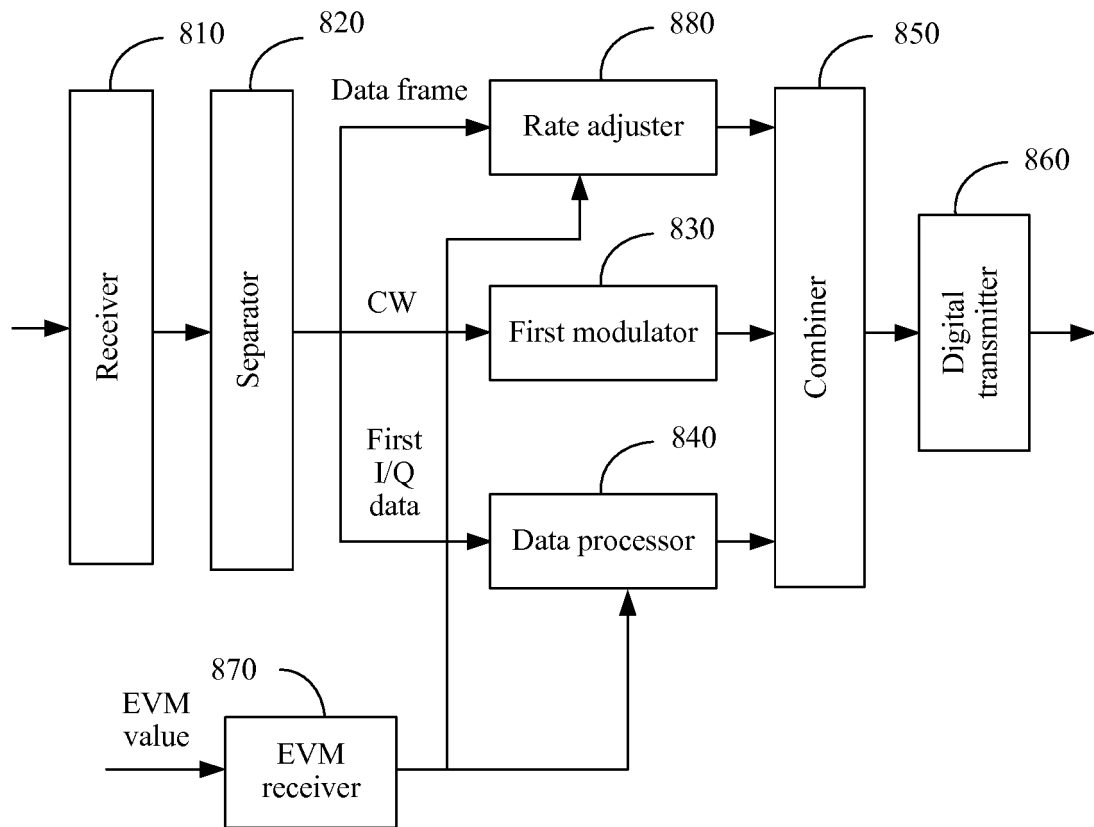 810
820
880
850
Data frame
Rate adjuster
860
830
Receiver
Separator
CW
First modulator
Combiner
Digital
transmitter
First
I/Q
data
840
Data processor
870
EVM
value
EVM
receiver